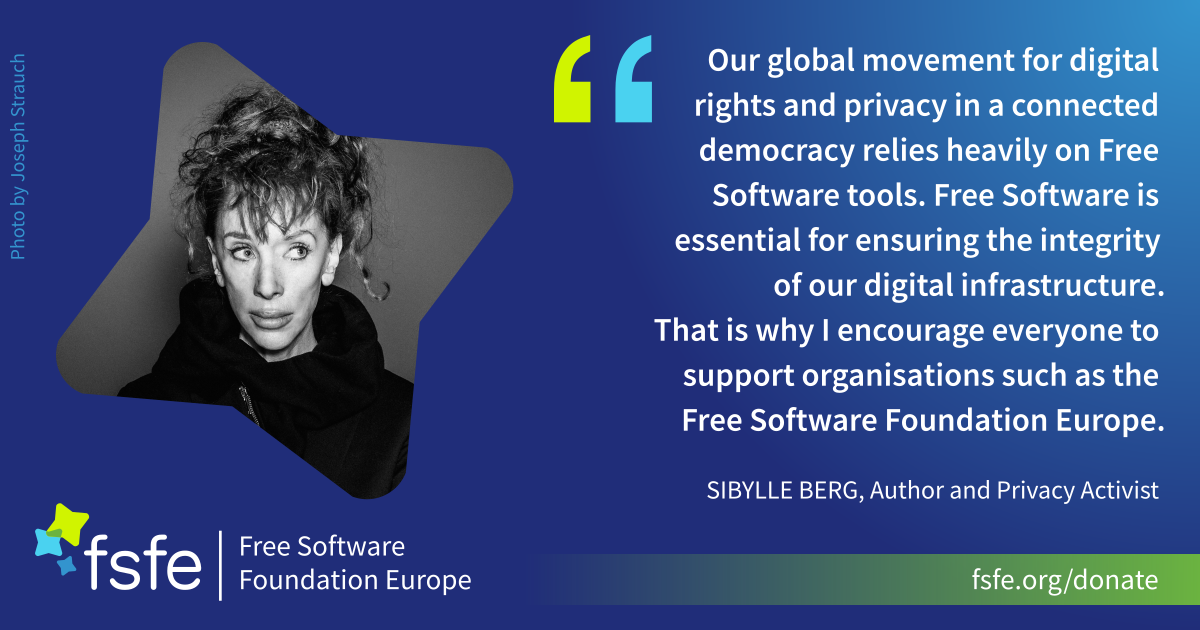 Photo by Joseph Strauch
Our global movement for digital
rights and privacy in a connected
democracy relies heavily on Free
Software tools. Free Software is
essential for ensuring the integrity
of our digital infrastructure.
That is why I encourage everyone to
support organisations such as the
Free Software Foundation Europe.
SIBYLLE BERG, Author and Privacy Activist
fsfe
Free Software
Foundation Europe
fsfe.org/donate